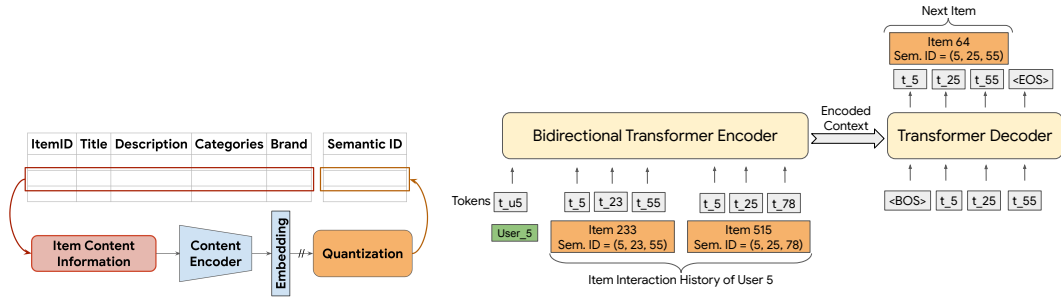 ItemID Title Description Categories Brand Semantic ID
Item Content
Information
Content
Encoder
Embedding
//
Quantization
Next Item
Item 64
Sem. ID = (5, 25, 55)
t_5 t_25 t_55 <EOS>
Bidirectional Transformer Encoder
Encoded
Context
Transformer Decoder
Tokens t_u5 t_5 t_23 t_55 t_5 t_25 t_78
<BOS> t_5 t_25 t_55
User_5
Item 233
Sem. ID = (5, 23, 55)
Item 515
Sem. ID = (5, 25, 78)
Item Interaction History of User 5